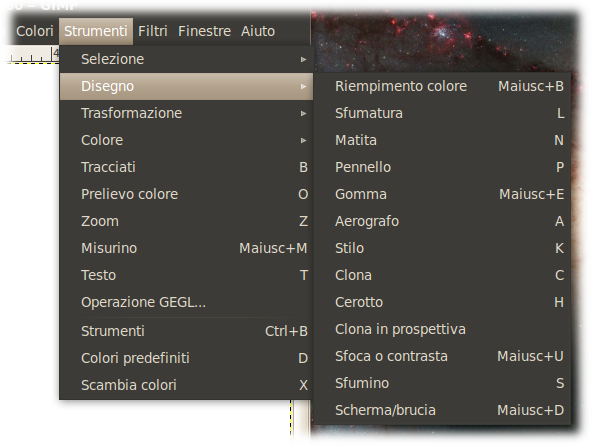 Colori Strumenti Filtri Finestre Aiuto
Selezione
Disegno
Trasformazione
Colore
Tracciati B
Prelievo colore O
Zoom Z
Misurino Maiusc+M
Testo T
Operazione GEGL...
Strumenti Ctrl+B
Colori predefiniti D
Scambia colori X
Riempimento colore Maiusc+B
Sfumatura L
Matita N
Pennello P
Gomma Maiusc+E
Aerografo A
Stilo K
Clona C
Cerotto H
Clona in prospettiva
Sfoca o contrasta Maiusc+U
Sfumino S
Scherma/brucia Maiusc+D